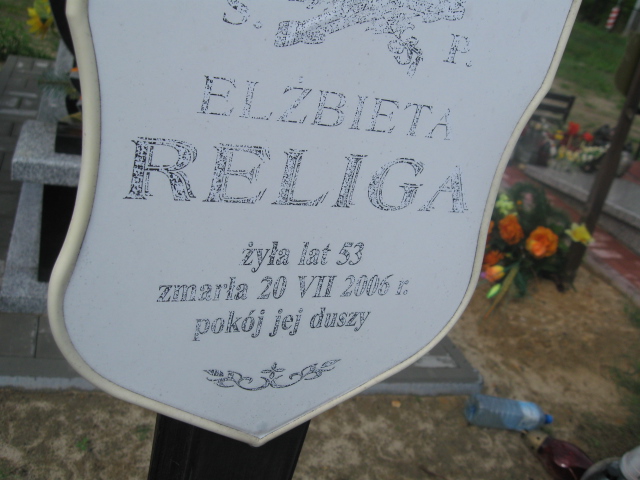 Ś. P.
ELŻBIETA
RELIGA
żyła lat 53
zmarła 20 VII 2006 r.
pokój jej duszy